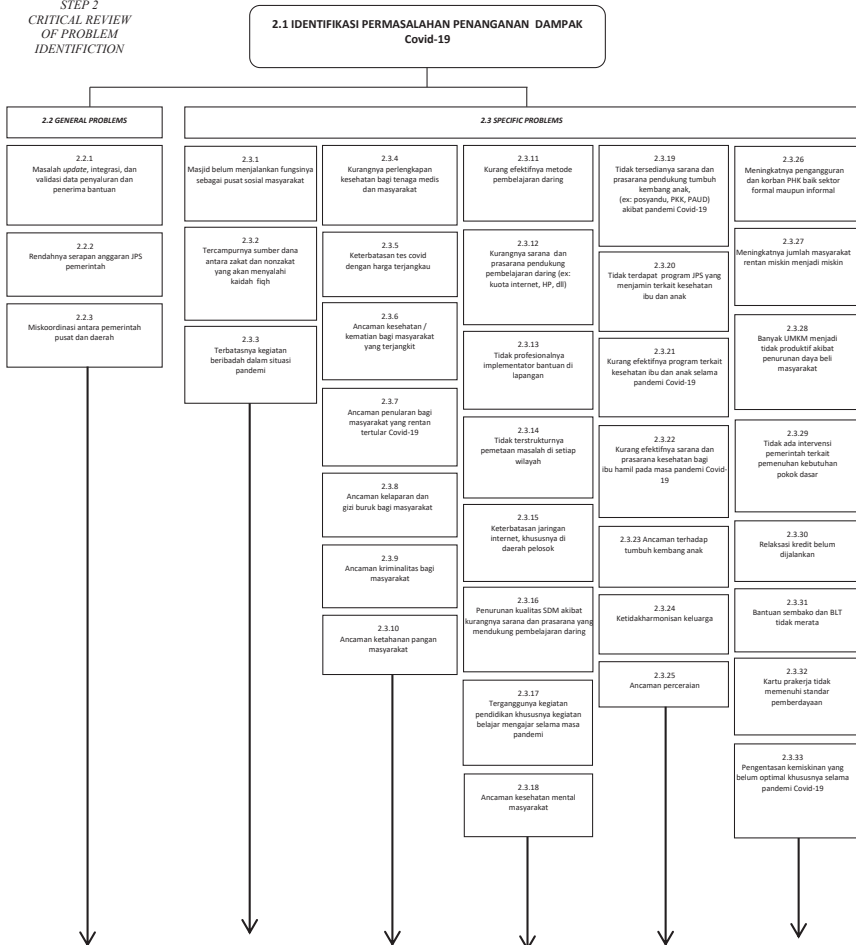 STEP 2
CRITICAL REVIEW
OF PROBLEM
IDENTIFICTION
2.1 IDENTIFIKASI PERMASALAHAN PENANGANAN DAMPAK
Covid-19
2.2 GENERAL PROBLEMS
2.2.1
Masalah update, integrasi, dan
validasi data penyaluran dan
penerima bantuan
2.2.2
Rendahnya serapan anggaran JPS
pemerintah
2.2.3
Miskoordinasi antara pemerintah
pusat dan daerah
2.3 SPECIFIC PROBLEMS
2.3.1
Masjid belum menjalankan fungsinya
sebagai pusat sosial masyarakat
2.3.2
Tercampurnya sumber dana
antara zakat dan nonzakat
yang akan menyalahi
kaidah fiqh
2.3.3
Terbatasnya kegiatan
beribadah dalam situasi
pandemi
2.3.4
Kurangnya perlengkapan
kesehatan bagi tenaga medis
dan masyarakat
2.3.5
Keterbatasan tes covid
dengan harga terjangkau
2.3.6
Ancaman kesehatan /
kematian bagi masyarakat
yang terjangkit
2.3.7
Ancaman penularan bagi
masyarakat yang rentan
tertular Covid-19
2.3.8
Ancaman kelaparan dan
gizi buruk bagi masyarakat
2.3.9
Ancaman kriminalitas bagi
masyarakat
2.3.10
Ancaman ketahanan pangan
masyarakat
2.3.11
Kurang efektifnya metode
pembelajaran daring
2.3.12
Kurangnya sarana dan
prasarana pendukung
pembelajaran daring (ex:
kuota internet, HP, dll)
2.3.13
Tidak profesionalnya
implementator bantuan di
lapangan
2.3.14
Tidak terstrukturnya
pemetaan masalah di setiap
wilayah
2.3.15
Keterbatasan jaringan
internet, khususnya di
daerah pelosok
2.3.16
Penurunan kualitas SDM akibat
kurangnya sarana dan prasarana yang
mendukung pembelajaran daring
2.3.17
Terganggunya kegiatan
pendidikan khususnya kegiatan
belajar mengajar selama masa
pandemi
2.3.18
Ancaman kesehatan mental
masyarakat
2.3.19
Tidak tersedianya sarana dan
prasarana pendukung tumbuh
kembang anak,
(ex: posyandu, PKK, PAUD)
akibat pandemi Covid-19
2.3.20
Tidak terdapat program JPS yang
menjamin terkait kesehatan
ibu dan anak
2.3.21
Kurang efektifnya program terkait
kesehatan ibu dan anak selama
pandemi Covid-19
2.3.22
Kurang efektifnya sarana dan
prasarana kesehatan bagi
ibu hamil pada masa pandemi Covid-
19
2.3.23 Ancaman terhadap
tumbuh kembang anak
2.3.24
Ketidakharmonisan keluarga
2.3.25
Ancaman perceraian
2.3.26
Meningkatnya pengangguran
dan korban PHK baik sektor
formal maupun informal
2.3.27
Meningkatnya jumlah masyarakat
rentan miskin menjadi miskin
2.3.28
Banyak UMKM menjadi
tidak produktif akibat
penurunan daya beli
masyarakat
2.3.29
Tidak ada intervensi
pemerintah terkait
pemenuhan kebutuhan
pokok dasar
2.3.30
Relaksasi kredit belum
dijalankan
2.3.31
Bantuan sembako dan BLT
tidak merata
2.3.32
Kartu prakerja tidak
memenuhi standar
pemberdayaan
2.3.33
Pengentasan kemiskinan yang
belum optimal khususnya selama
pandemi Covid-19